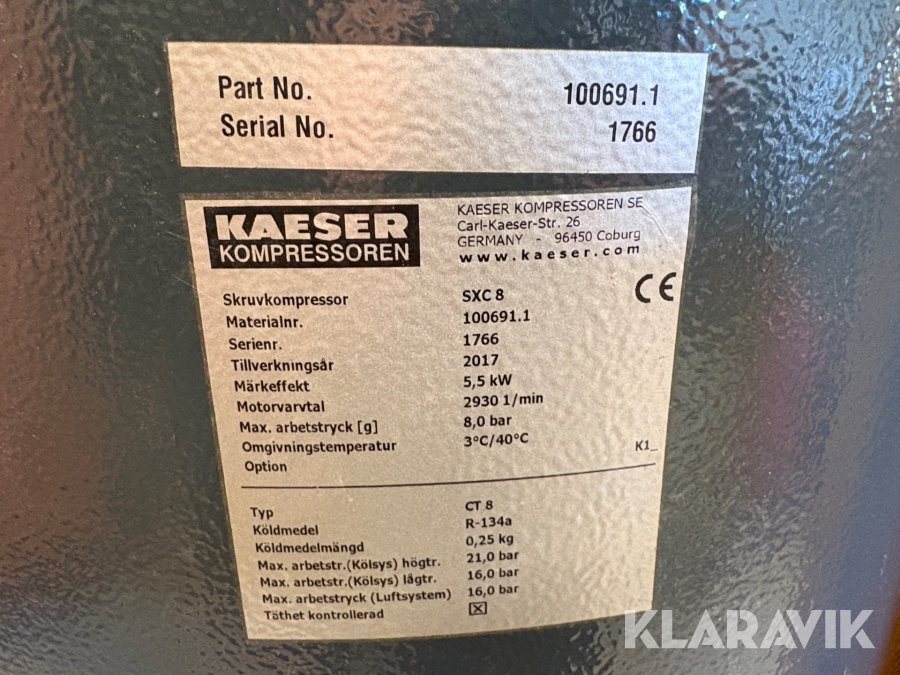 Part No. 100691.1
Serial No. 1766
KAESER
KOMPRESSOREN
KAESER KOMPRESSOREN SE
Carl-Kaeser-Str. 26
GERMANY - 96450 Coburg
www.kaeser.com
CE
Skruvkompressor SXC 8
Materialnr. 100691.1
Serienr. 1766
Tillverkningsår 2017
Märkeffekt 5,5 kW
Motorvarvtal 2930 1/min
Max. arbetstryck [g] 8,0 bar
Omgivningstemperatur 3°C/40°C
Option K1_
Typ CT 8
Köldmedel R-134a
Köldmedelmängd 0,25 kg
Max. arbetstr.(Kölsys) högtr. 21,0 bar
Max. arbetstr.(Kölsys) lågtr. 16,0 bar
Max. arbetstryck (Luftsystem) 16,0 bar
Täthet kontrollerad ☒
KLARAVIK